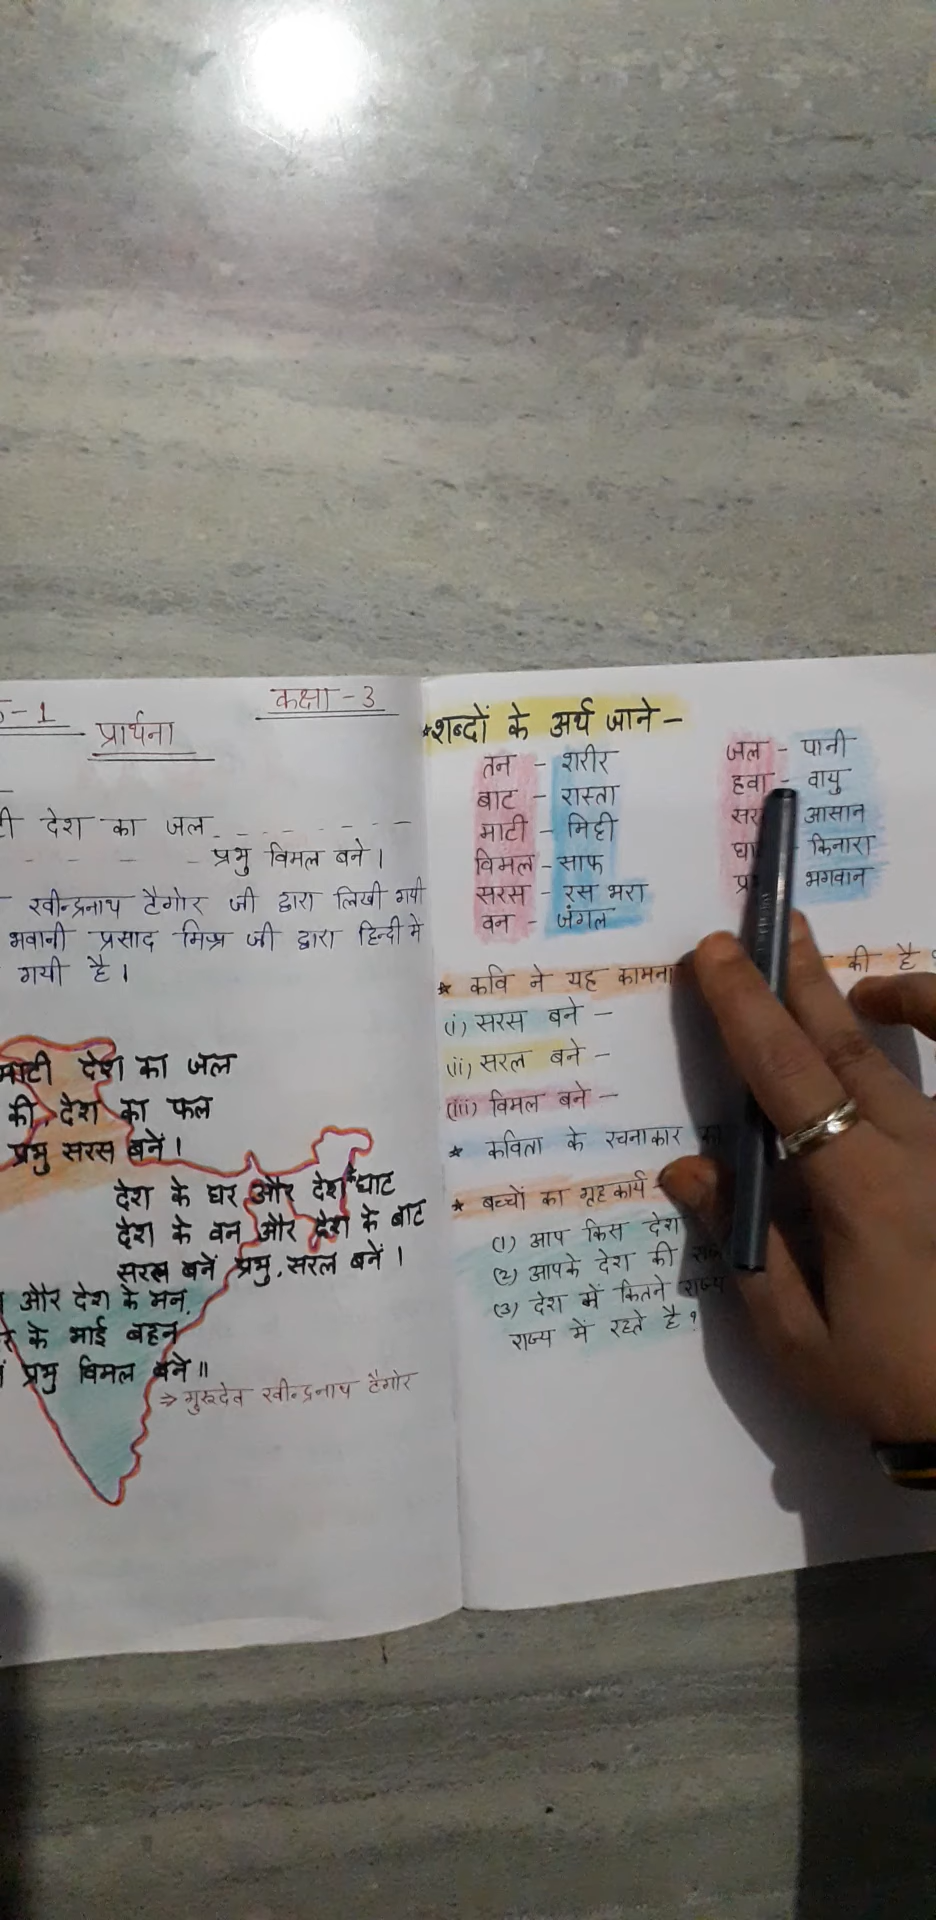 -1
कक्षा - 3
प्रार्थना
देश का जल - - - - - -
- - - - प्रभु विमल बने।
रवीन्द्रनाथ टैगोर जी द्वारा लिखी गयी
भवानी प्रसाद मिश्र जी द्वारा हिन्दी में
गयी है।
माटी देश का जल
की, देश का फल
प्रभु सरस बनें।
देश के घर और देश घाट
देश के वन और देश के बाट
सरल बनें प्रभु, सरल बनें।
और देश के मन,
के भाई बहन
प्रभु विमल बने॥
⇒ गुरुदेव रवीन्द्रनाथ टैगोर
*शब्दों के अर्थ जाने -
तन - शरीर
बाट - रास्ता
माटी - मिट्टी
विमल - साफ
सरस - रस भरा
वन - जंगल
जल - पानी
हवा - वायु
आसान
- किनारा
भगवान
* कवि ने यह कामना की है ?
(i) सरस बने -
(ii) सरल बने -
(iii) विमल बने -
* कविता के रचनाकार
* बच्चों का गृहकार्य -
(1) आप किस देश
(2) आपके देश की
(3) देश में कितने राज्य
राज्य में रहते है ?